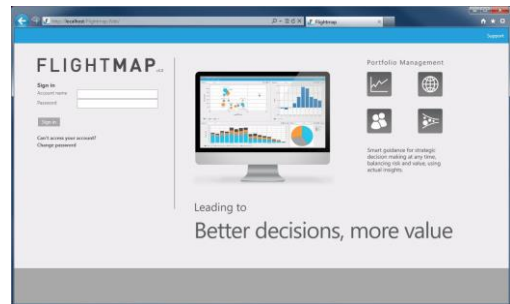 Flightmap
Support
FLIGHTMAP
Sign in
Account name
Password
Sign in
Can't access your account?
Change password
Portfolio Management
Smart guidance for strategic
decision making at any time,
balancing risk and value, using
actual insights
Leading to
Better decisions, more value